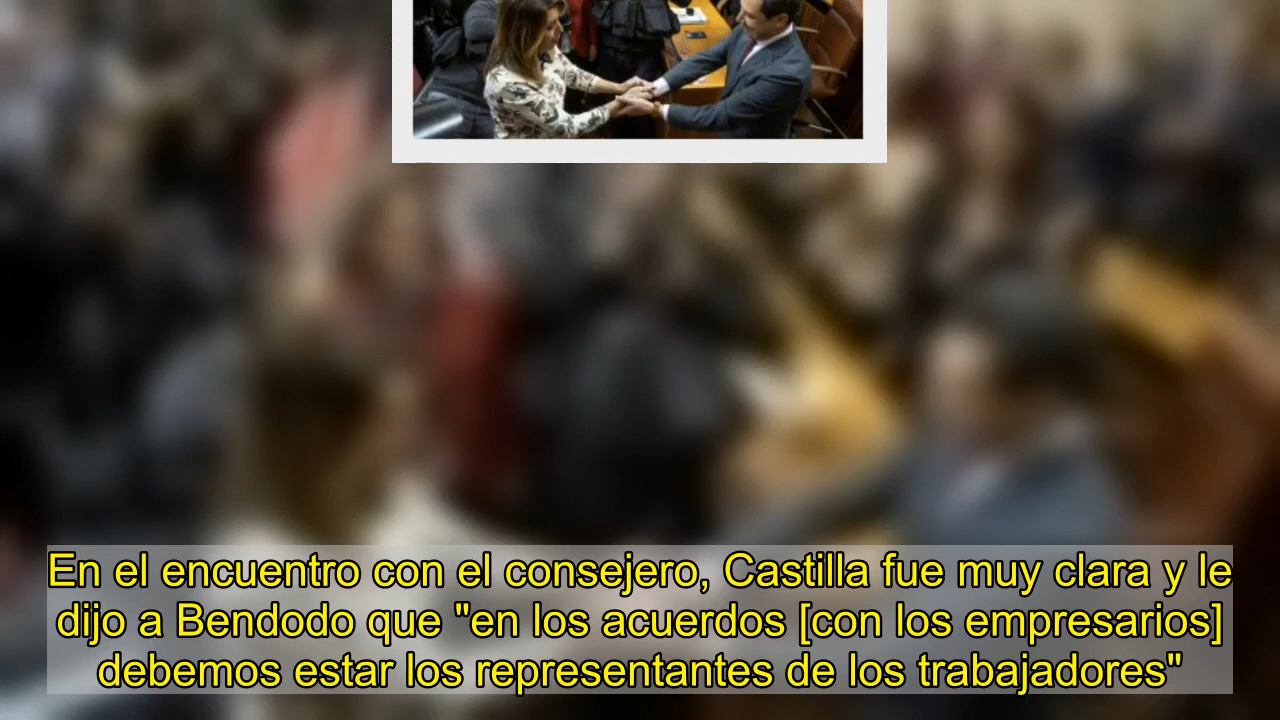 En el encuentro con el consejero, Castilla fue muy clara y le
dijo a Bendodo que "en los acuerdos [con los empresarios]
debemos estar los representantes de los trabajadores"